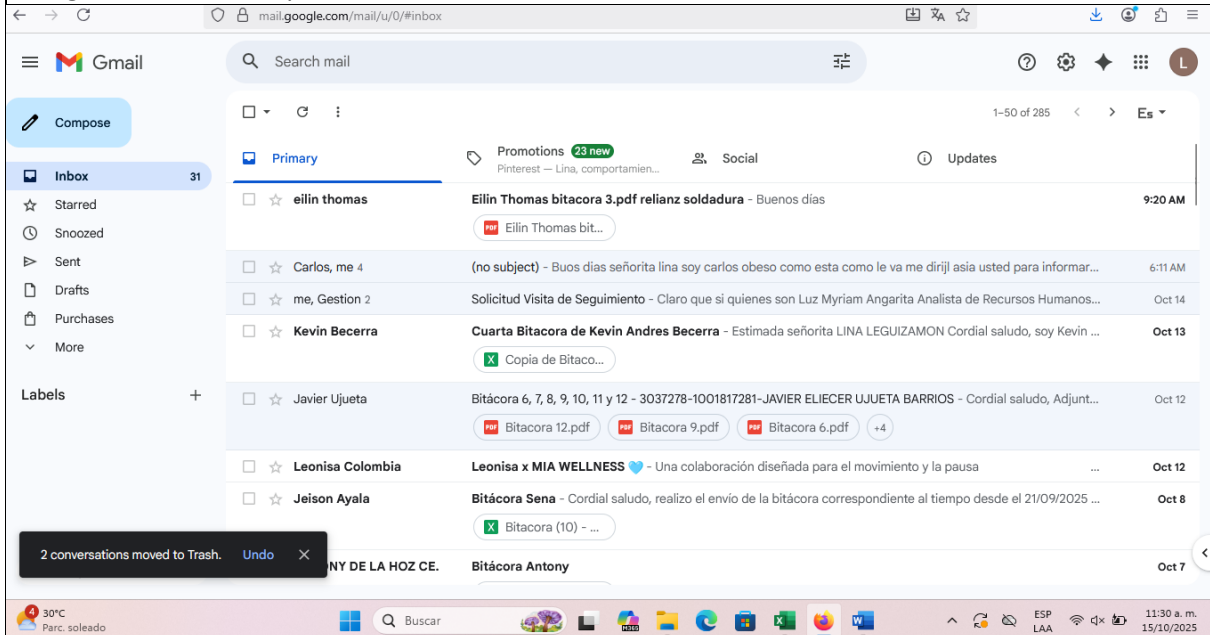 mail.google.com/mail/u/0/#inbox
Gmail
Search mail
L
Compose
1–50 of 285
Es
Inbox 31
Starred
Snoozed
Sent
Drafts
Purchases
More
Labels
Primary
Promotions 23 new
Pinterest — Lina, comportamien...
Social
Updates
eilin thomas Eilin Thomas bitacora 3.pdf relianz soldadura - Buenos días 9:20 AM
PDF Eilin Thomas bit...
Carlos, me 4 (no subject) - Buos dias señorita lina soy carlos obeso como esta como le va me dirijl asia usted para informar... 6:11 AM
me, Gestion 2 Solicitud Visita de Seguimiento - Claro que si quienes son Luz Myriam Angarita Analista de Recursos Humanos... Oct 14
Kevin Becerra Cuarta Bitacora de Kevin Andres Becerra - Estimada señorita LINA LEGUIZAMON Cordial saludo, soy Kevin ... Oct 13
X Copia de Bitaco...
Javier Ujueta Bitácora 6, 7, 8, 9, 10, 11 y 12 - 3037278-1001817281-JAVIER ELIECER UJUETA BARRIOS - Cordial saludo, Adjunt... Oct 12
PDF Bitacora 12.pdf PDF Bitacora 9.pdf PDF Bitacora 6.pdf +4
Leonisa Colombia Leonisa x MIA WELLNESS 🩵 - Una colaboración diseñada para el movimiento y la pausa ... Oct 12
Jeison Ayala Bitácora Sena - Cordial saludo, realizo el envío de la bitácora correspondiente al tiempo desde el 21/09/2025 ... Oct 8
X Bitacora (10) - ...
NY DE LA HOZ CE. Bitácora Antony Oct 7
2 conversations moved to Trash. Undo
4
30°C
Parc. soleado
Buscar
M365
ESP
LAA
11:30 a. m.
15/10/2025